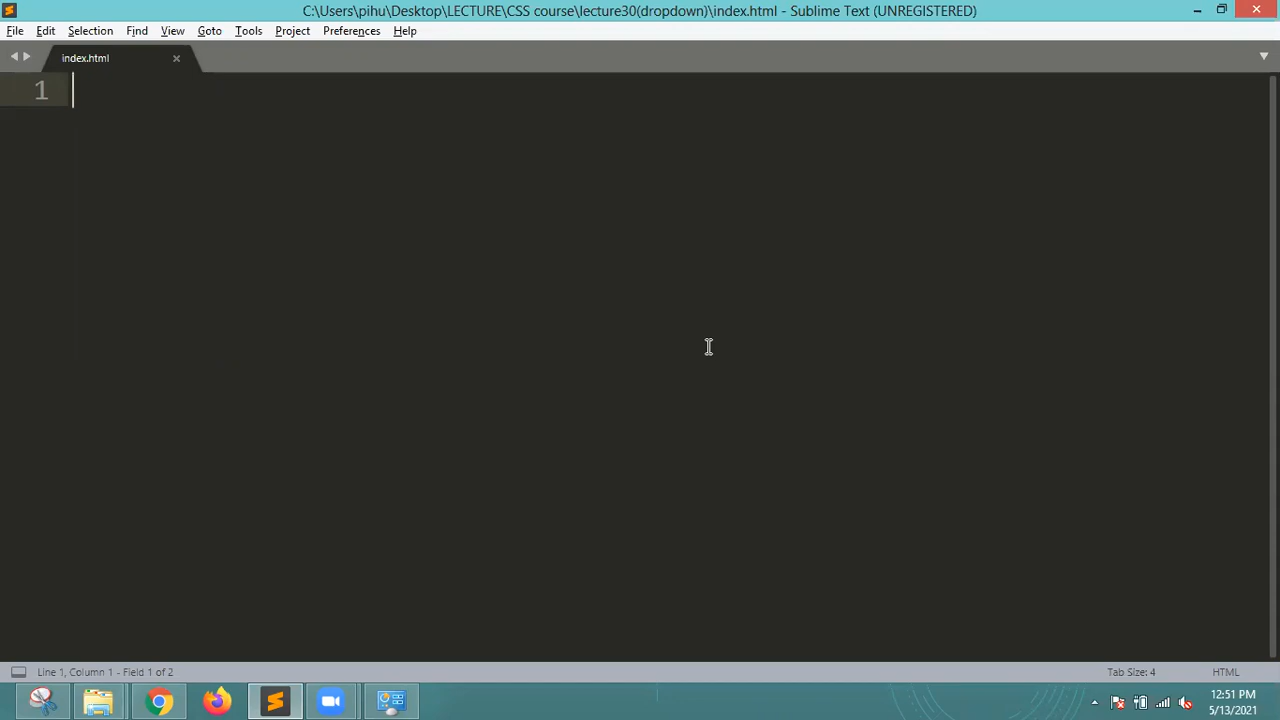 C:\Users\pihu\Desktop\LECTURE\CSS course\lecture30(dropdown)\index.html - Sublime Text (UNREGISTERED)
File Edit Selection Find View Goto Tools Project Preferences Help
index.html
1
Line 1, Column 1 - Field 1 of 2
Tab Size: 4
HTML
12:51 PM
5/13/2021